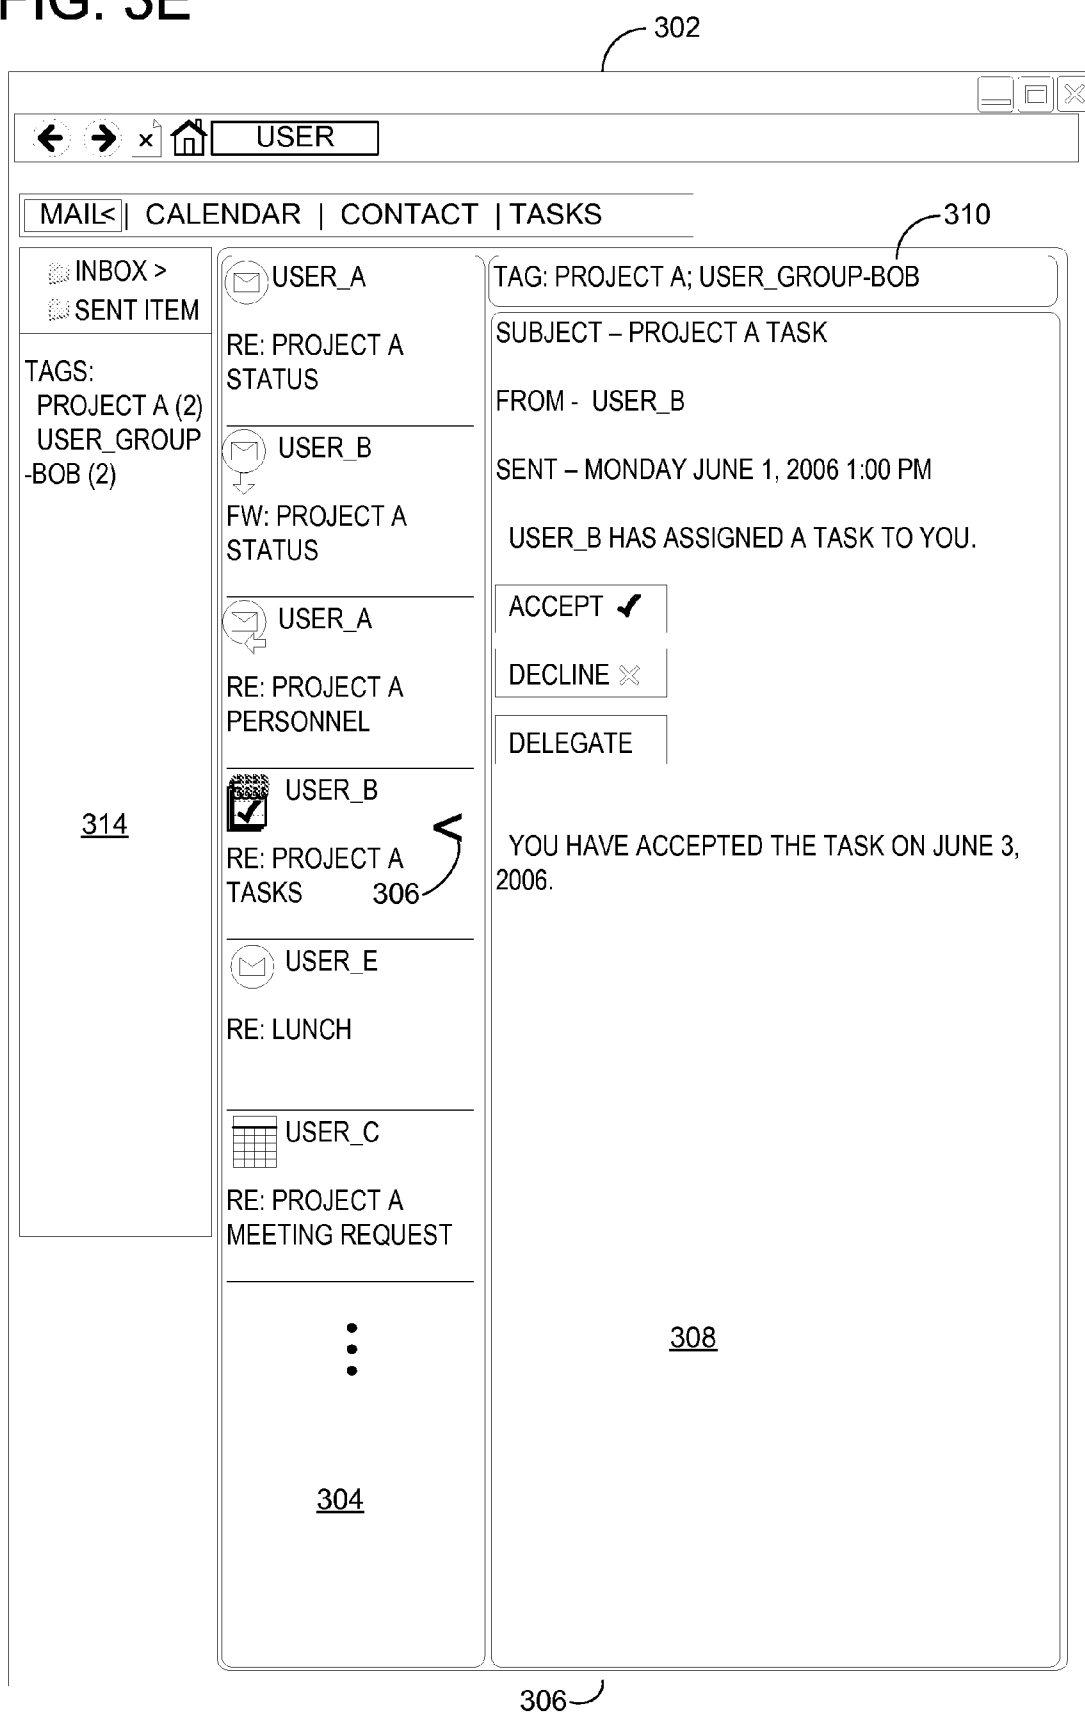 FIG. 3E
302
USER
MAIL< | CALENDAR | CONTACT | TASKS
310
INBOX >
SENT ITEM
TAGS:
PROJECT A (2)
USER_GROUP
-BOB (2)
314
USER_A
RE: PROJECT A
STATUS
USER_B
FW: PROJECT A
STATUS
USER_A
RE: PROJECT A
PERSONNEL
USER_B
<
RE: PROJECT A
TASKS
306
USER_E
RE: LUNCH
USER_C
RE: PROJECT A
MEETING REQUEST
304
TAG: PROJECT A; USER_GROUP-BOB
SUBJECT – PROJECT A TASK
FROM - USER_B
SENT – MONDAY JUNE 1, 2006 1:00 PM
USER_B HAS ASSIGNED A TASK TO YOU.
ACCEPT
DECLINE
DELEGATE
YOU HAVE ACCEPTED THE TASK ON JUNE 3,
2006.
308
306